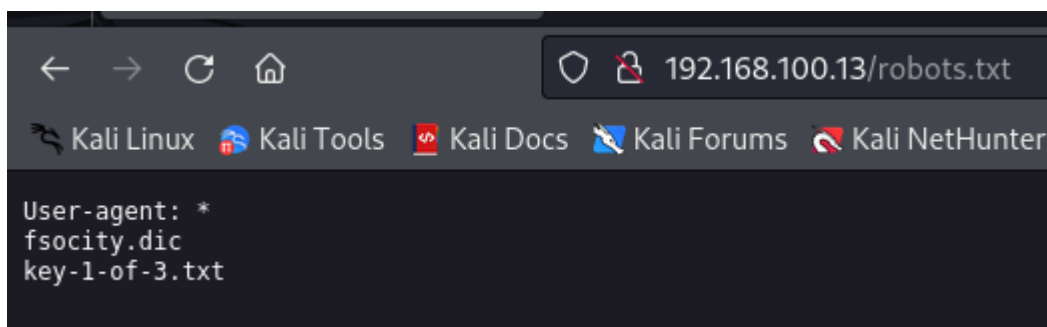 192.168.100.13/robots.txt
Kali Linux Kali Tools Kali Docs Kali Forums Kali NetHunter
User-agent: *
fsocity.dic
key-1-of-3.txt